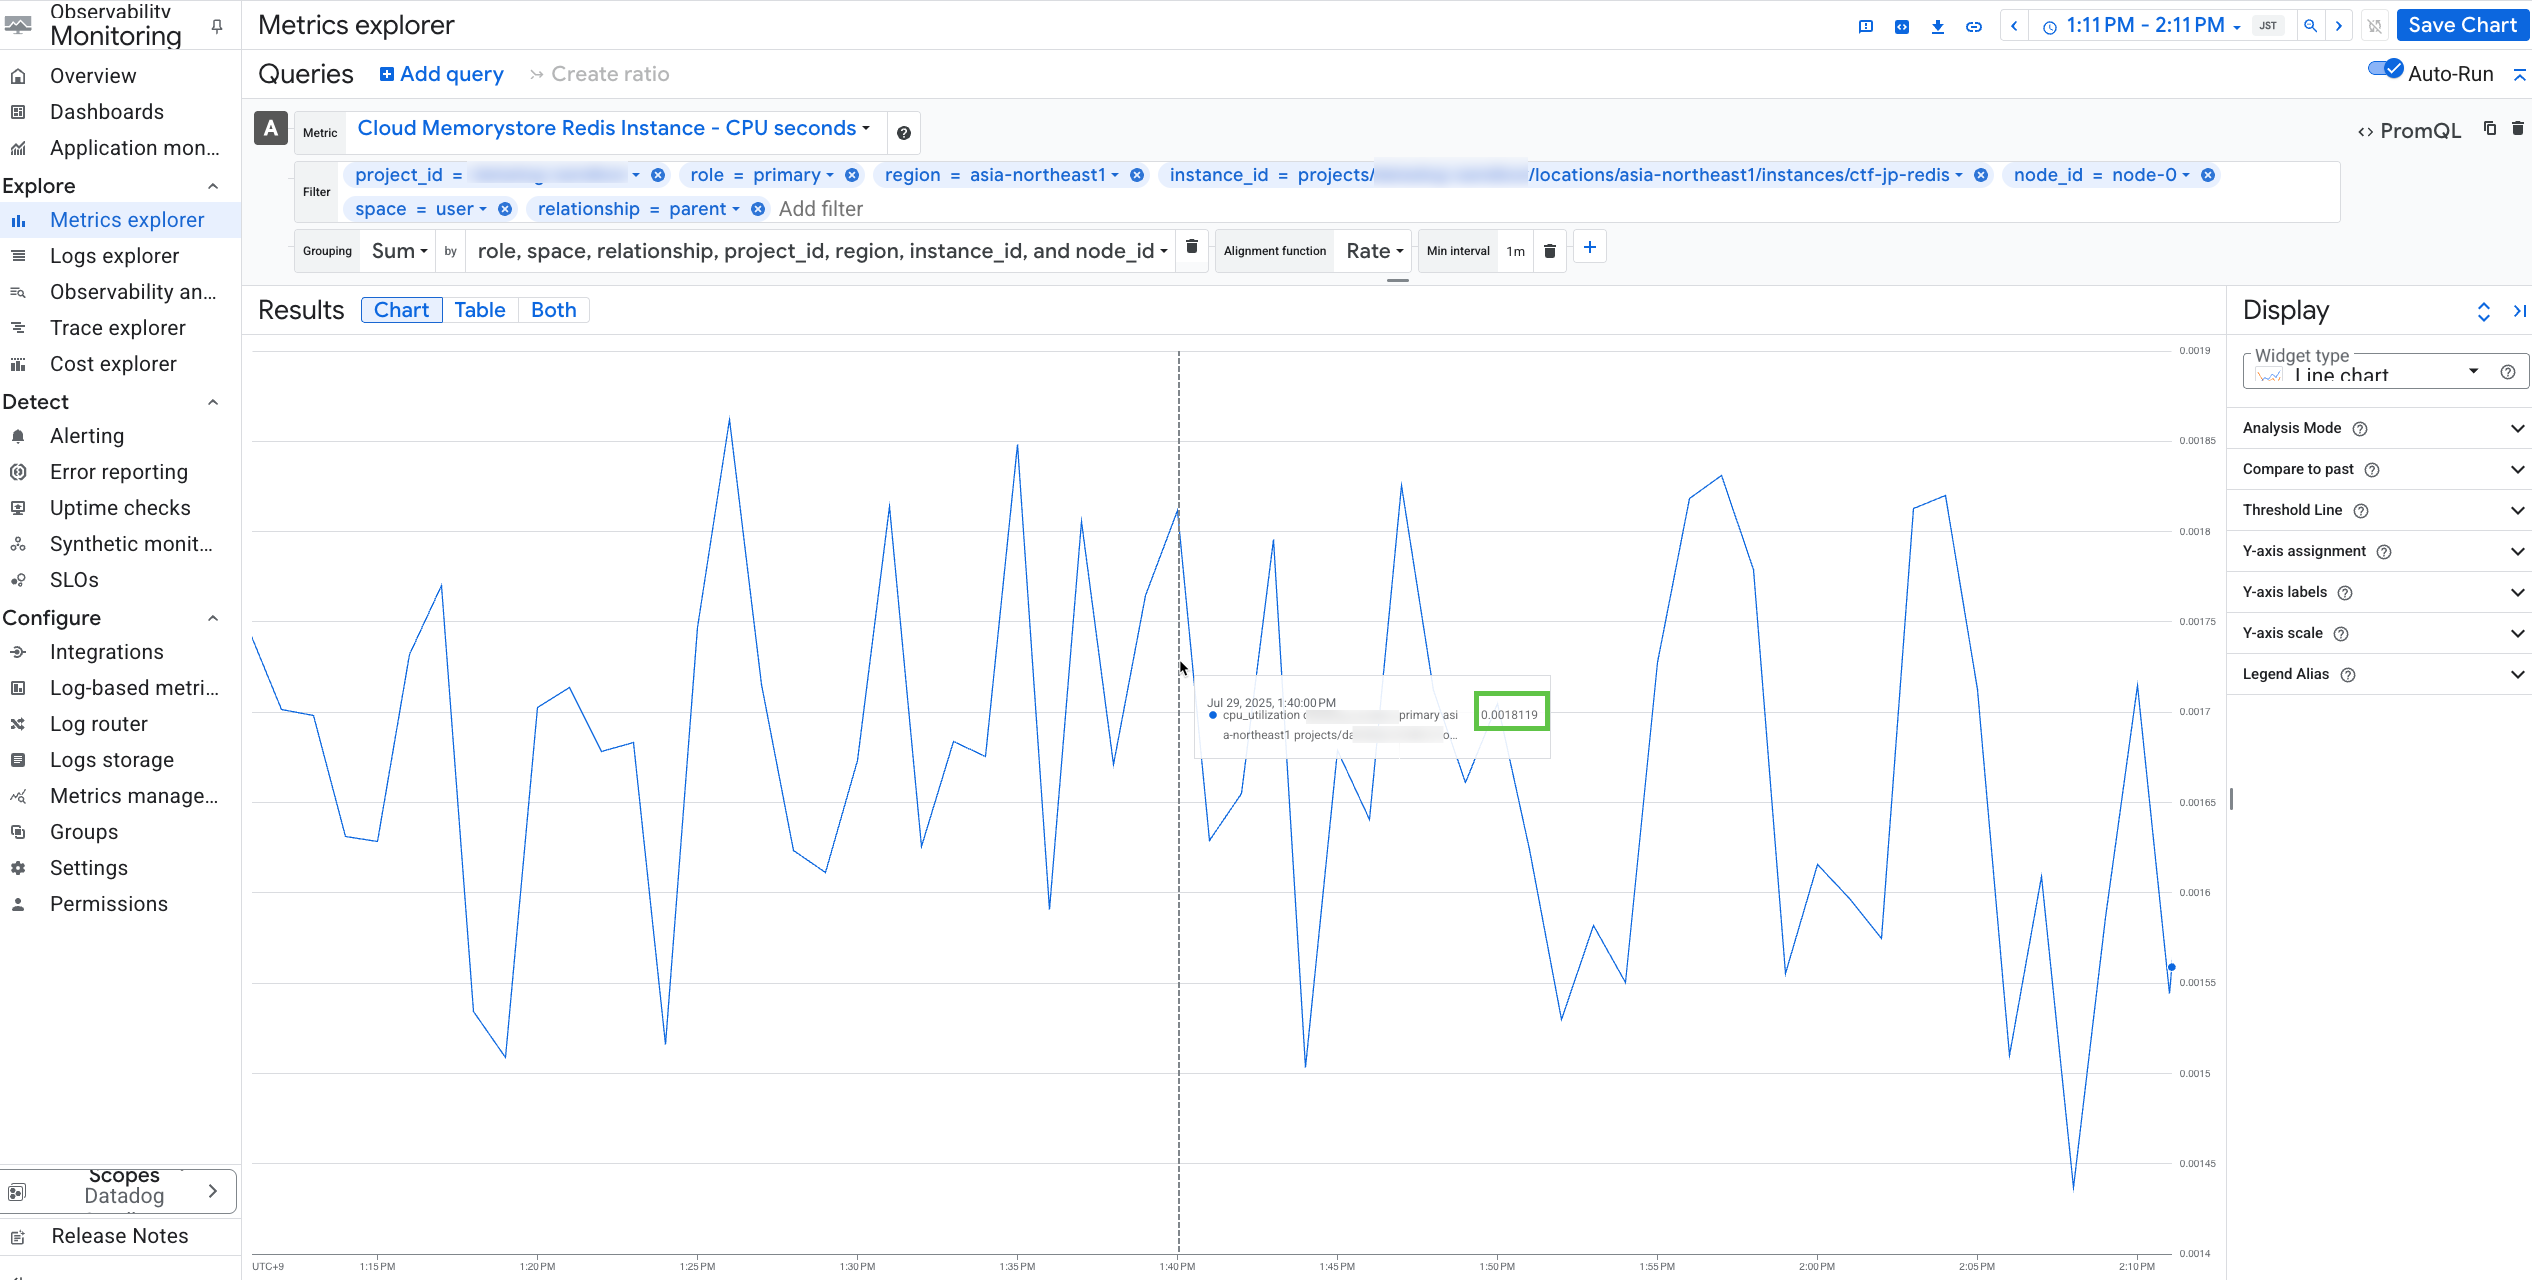 Observability
Monitoring
Metrics explorer
1:11 PM - 2:11 PM JST
Save Chart
Overview
Dashboards
Application mon...
Explore
Metrics explorer
Logs explorer
Observability an...
Trace explorer
Cost explorer
Detect
Alerting
Error reporting
Uptime checks
Synthetic monit...
SLOs
Configure
Integrations
Log-based metri...
Log router
Logs storage
Metrics manage...
Groups
Settings
Permissions
Scopes
Datadog
Release Notes
Queries Add query Create ratio
Auto-Run
A Metric Cloud Memorystore Redis Instance - CPU seconds
<> PromQL
Filter project_id = role = primary region = asia-northeast1 instance_id = projects/ /locations/asia-northeast1/instances/ctf-jp-redis node_id = node-0
space = user relationship = parent Add filter
Grouping Sum by role, space, relationship, project_id, region, instance_id, and node_id Alignment function Rate Min interval 1m
Results Chart Table Both
0.0019
0.00185
0.0018
0.00175
0.0017
0.00165
0.0016
0.00155
0.0015
0.00145
0.0014
Jul 29, 2025, 1:40:00 PM
cpu_utilization primary asi 0.0018119
a-northeast1 projects/da o...
UTC+9 1:15 PM 1:20 PM 1:25 PM 1:30 PM 1:35 PM 1:40 PM 1:45 PM 1:50 PM 1:55 PM 2:00 PM 2:05 PM 2:10 PM
Display
Widget type
Line chart
Analysis Mode
Compare to past
Threshold Line
Y-axis assignment
Y-axis labels
Y-axis scale
Legend Alias